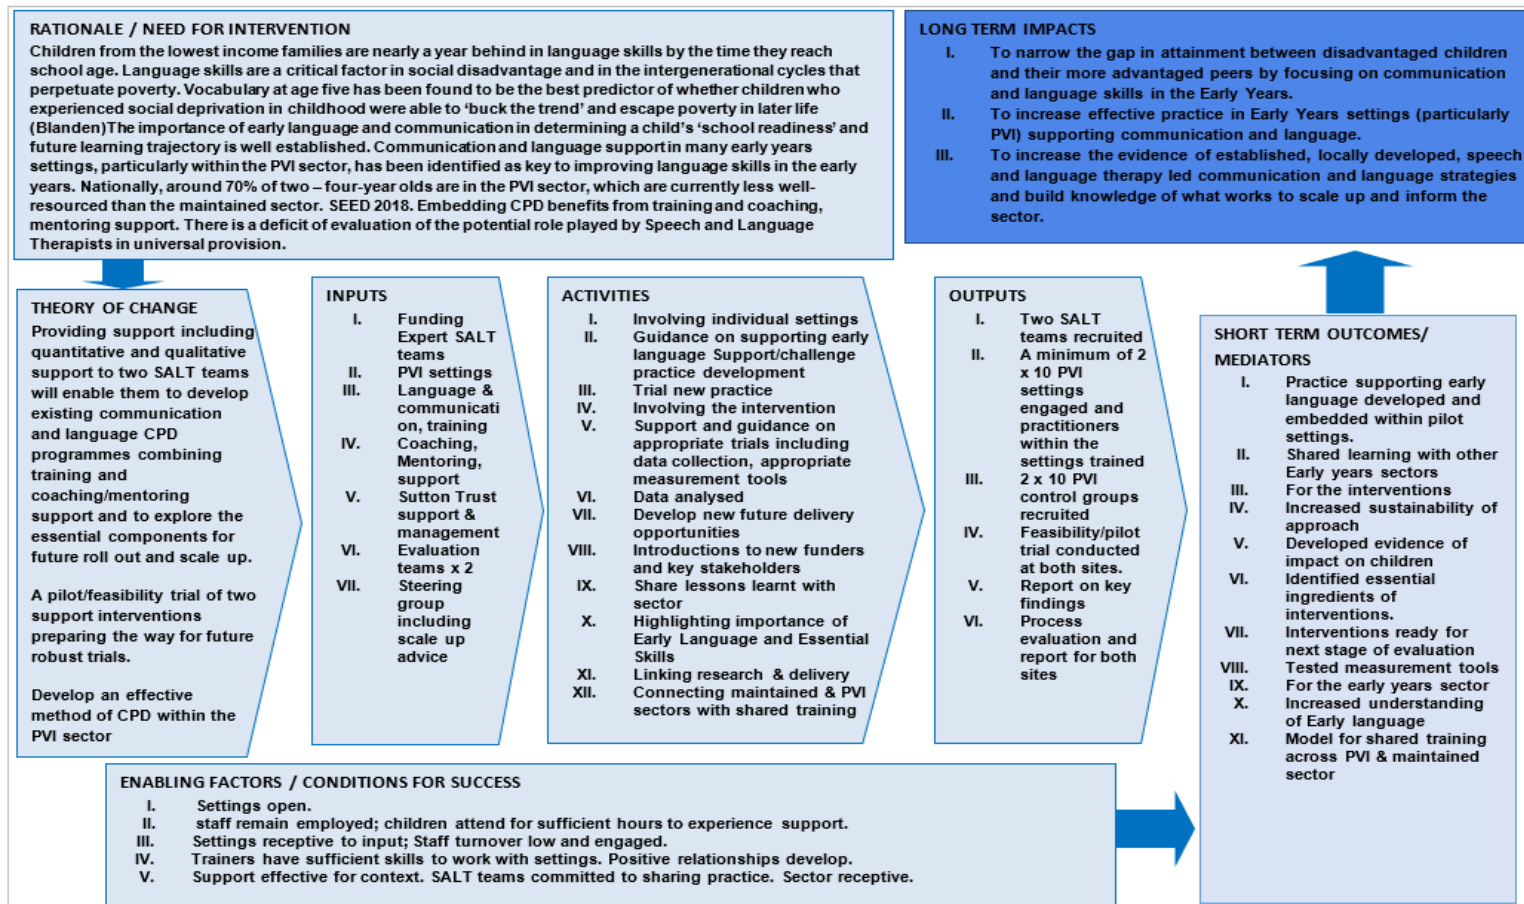 RATIONALE / NEED FOR INTERVENTION
Children from the lowest income families are nearly a year behind in language skills by the time they reach
school age. Language skills are a critical factor in social disadvantage and in the intergenerational cycles that
perpetuate poverty. Vocabulary at age five has been found to be the best predictor of whether children who
experienced social deprivation in childhood were able to ‘buck the trend’ and escape poverty in later life
(Blanden)The importance of early language and communication in determining a child’s ‘school readiness’ and
future learning trajectory is well established. Communication and language support in many early years
settings, particularly within the PVI sector, has been identified as key to improving language skills in the early
years. Nationally, around 70% of two – four-year olds are in the PVI sector, which are currently less well-
resourced than the maintained sector. SEED 2018. Embedding CPD benefits from training and coaching,
mentoring support. There is a deficit of evaluation of the potential role played by Speech and Language
Therapists in universal provision.
LONG TERM IMPACTS
I. To narrow the gap in attainment between disadvantaged children
and their more advantaged peers by focusing on communication
and language skills in the Early Years.
II. To increase effective practice in Early Years settings (particularly
PVI) supporting communication and language.
III. To increase the evidence of established, locally developed, speech
and language therapy led communication and language strategies
and build knowledge of what works to scale up and inform the
sector.
THEORY OF CHANGE
Providing support including
quantitative and qualitative
support to two SALT teams
will enable them to develop
existing communication
and language CPD
programmes combining
training and
coaching/mentoring
support and to explore the
essential components for
future roll out and scale up.
A pilot/feasibility trial of two
support interventions
preparing the way for future
robust trials.
Develop an effective
method of CPD within the
PVI sector
INPUTS
I. Funding
Expert SALT
teams
II. PVI settings
III. Language &
communicati
on, training
IV. Coaching,
Mentoring,
support
V. Sutton Trust
support &
management
VI. Evaluation
teams x 2
VII. Steering
group
including
scale up
advice
ACTIVITIES
I. Involving individual settings
II. Guidance on supporting early
language Support/challenge
practice development
III. Trial new practice
IV. Involving the intervention
V. Support and guidance on
appropriate trials including
data collection, appropriate
measurement tools
VI. Data analysed
VII. Develop new future delivery
opportunities
VIII. Introductions to new funders
and key stakeholders
IX. Share lessons learnt with
sector
X. Highlighting importance of
Early Language and Essential
Skills
XI. Linking research & delivery
XII. Connecting maintained & PVI
sectors with shared training
OUTPUTS
I. Two SALT
teams recruited
II. A minimum of 2
x 10 PVI
settings
engaged and
practitioners
within the
settings trained
III. 2 x 10 PVI
control groups
recruited
IV. Feasibility/pilot
trial conducted
at both sites.
V. Report on key
findings
VI. Process
evaluation and
report for both
sites
SHORT TERM OUTCOMES/
MEDIATORS
I. Practice supporting early
language developed and
embedded within pilot
settings.
II. Shared learning with other
Early years sectors
III. For the interventions
IV. Increased sustainability of
approach
V. Developed evidence of
impact on children
VI. Identified essential
ingredients of
interventions.
VII. Interventions ready for
next stage of evaluation
VIII. Tested measurement tools
IX. For the early years sector
X. Increased understanding
of Early language
XI. Model for shared training
across PVI & maintained
sector
ENABLING FACTORS / CONDITIONS FOR SUCCESS
I. Settings open.
II. staff remain employed; children attend for sufficient hours to experience support.
III. Settings receptive to input; Staff turnover low and engaged.
IV. Trainers have sufficient skills to work with settings. Positive relationships develop.
V. Support effective for context. SALT teams committed to sharing practice. Sector receptive.